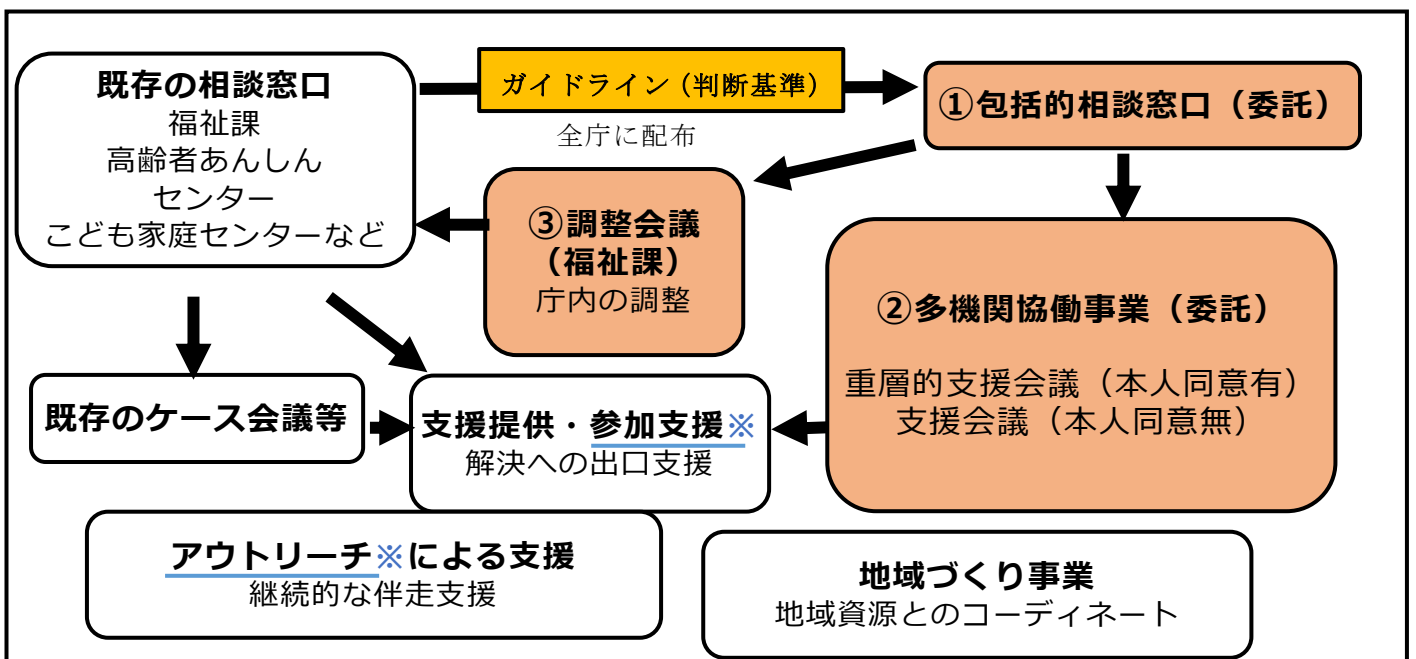 既存の相談窓口
福祉課
高齢者あんしん
センター
こども家庭センターなど
ガイドライン(判断基準)
全庁に配布
①包括的相談窓口（委託）
③調整会議
（福祉課）
庁内の調整
②多機関協働事業（委託）
重層的支援会議（本人同意有）
支援会議（本人同意無）
既存のケース会議等
支援提供・参加支援※
解決への出口支援
アウトリーチ※による支援
継続的な伴走支援
地域づくり事業
地域資源とのコーディネート